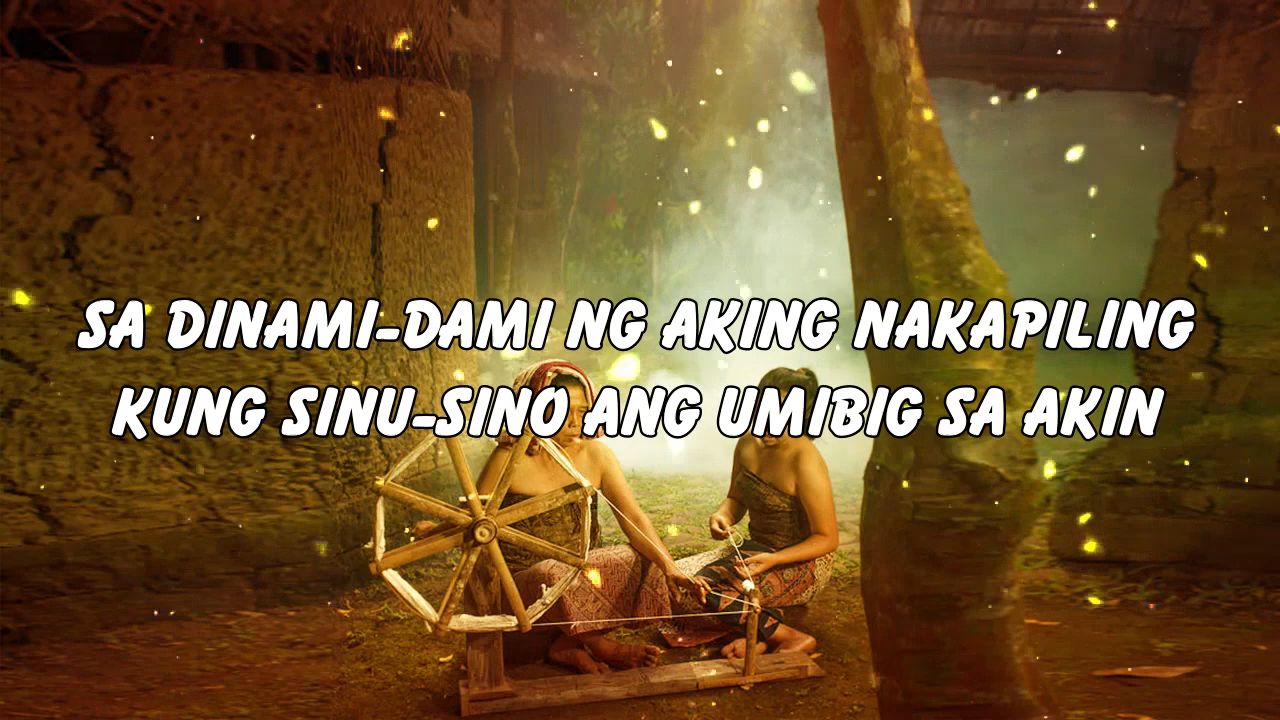 SA DINAMI-DAMI NG AKING NAKAPILING
KUNG SINU-SINO ANG UMIBIG SA AKIN